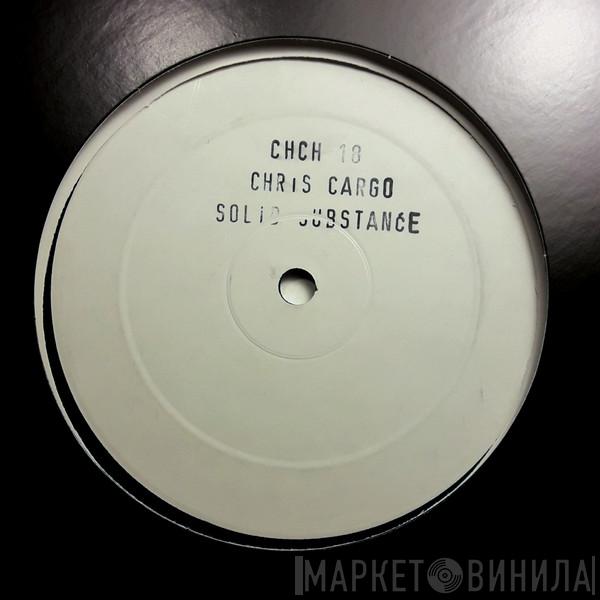 CHCH 18
CHRiS CARGO
SOLiD SUBSTANCE
МАРКЕТ ВИНИЛА